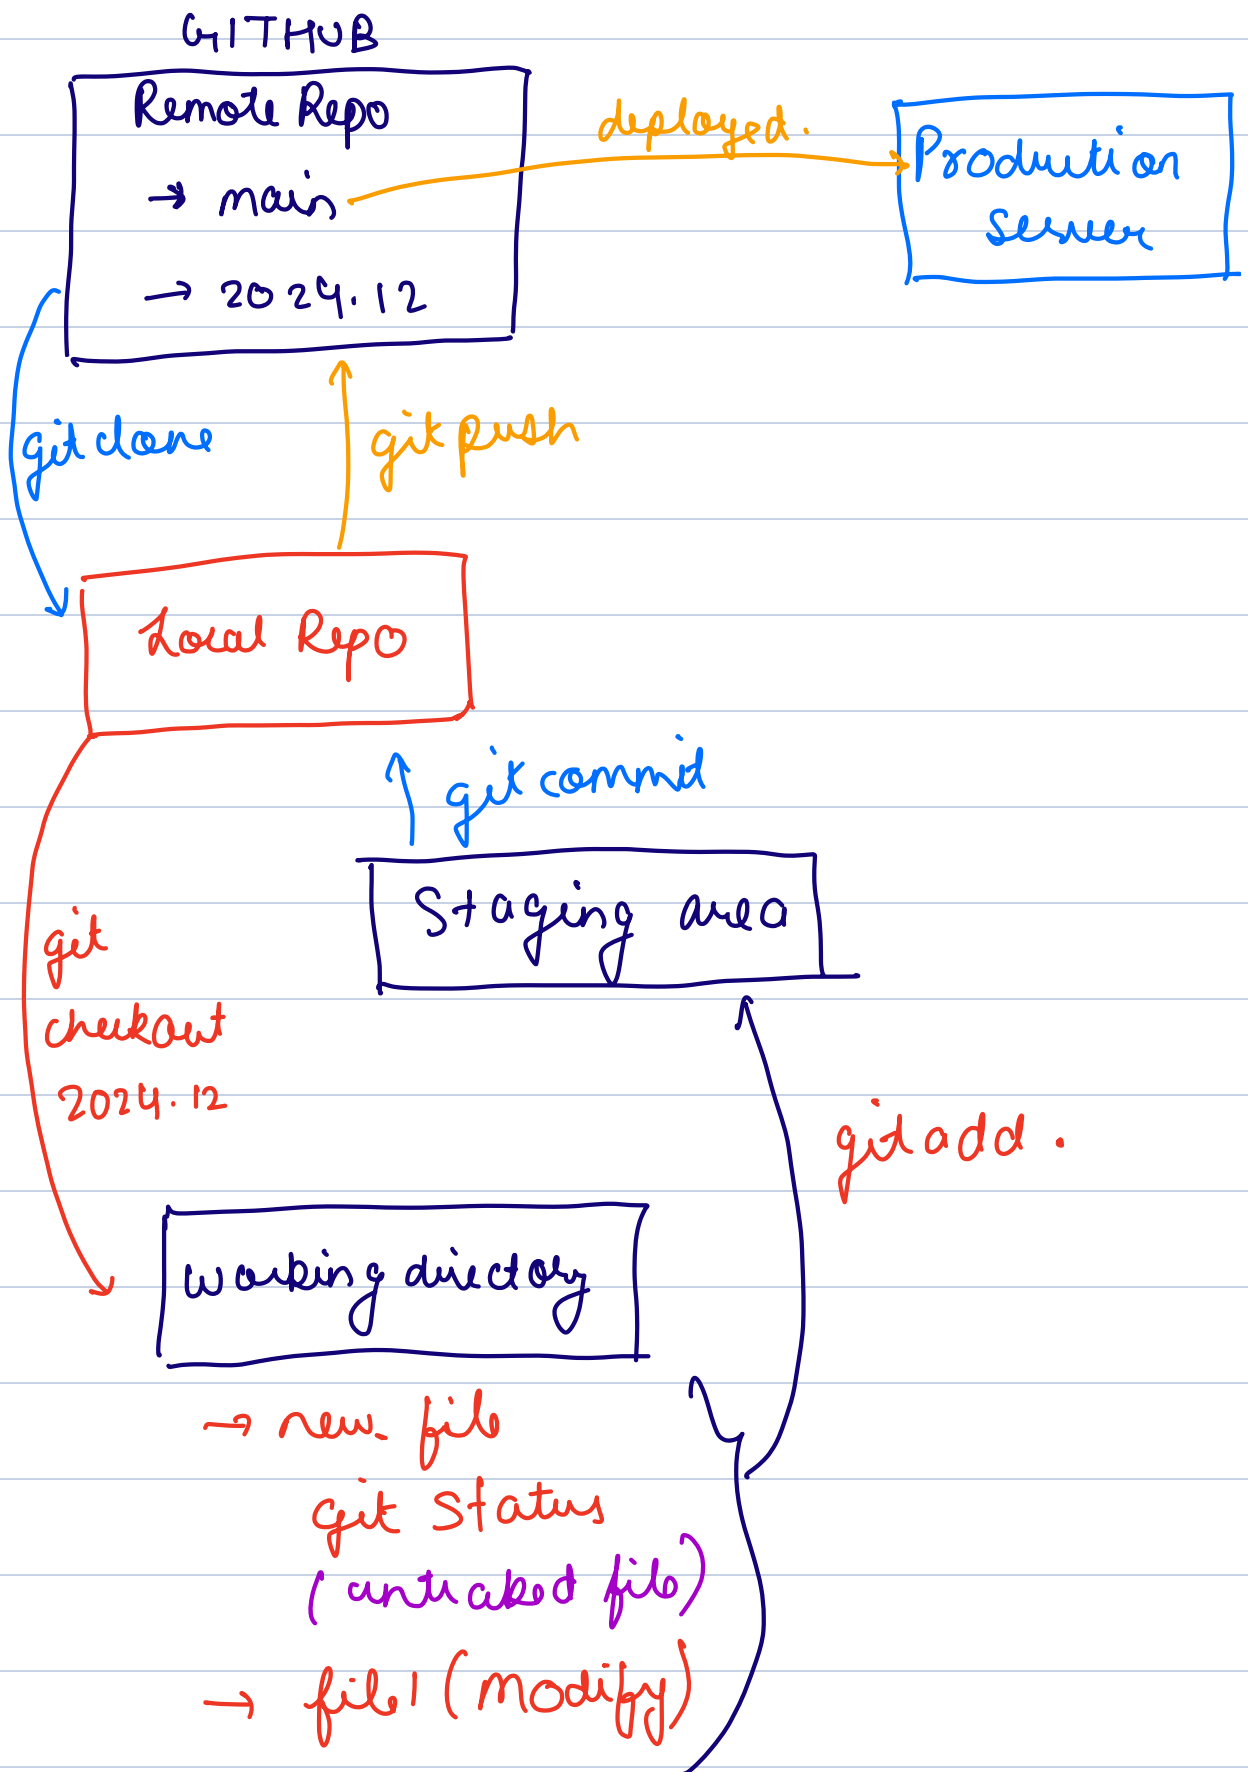 GITHUB
Remote Repo
→ main
→ 2024.12
deployed.
Production
server
git clone
git push
Local Repo
git commit
Staging area
git
checkout
2024.12
git add .
working directory
→ new file
git status
(untracked file)
→ file1 (modify)